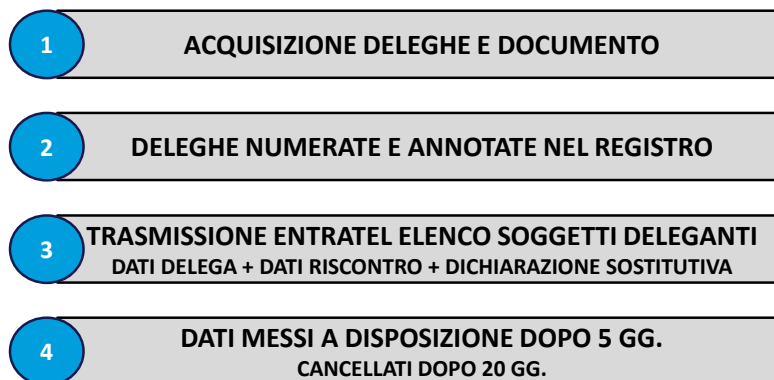 1
ACQUISIZIONE DELEGHE E DOCUMENTO
2
DELEGHE NUMERATE E ANNOTATE NEL REGISTRO
3
TRASMISSIONE ENTRATEL ELENCO SOGGETTI DELEGANTI
DATI DELEGA + DATI RISCONTRO + DICHIARAZIONE SOSTITUTIVA
4
DATI MESSI A DISPOSIZIONE DOPO 5 GG.
CANCELLATI DOPO 20 GG.